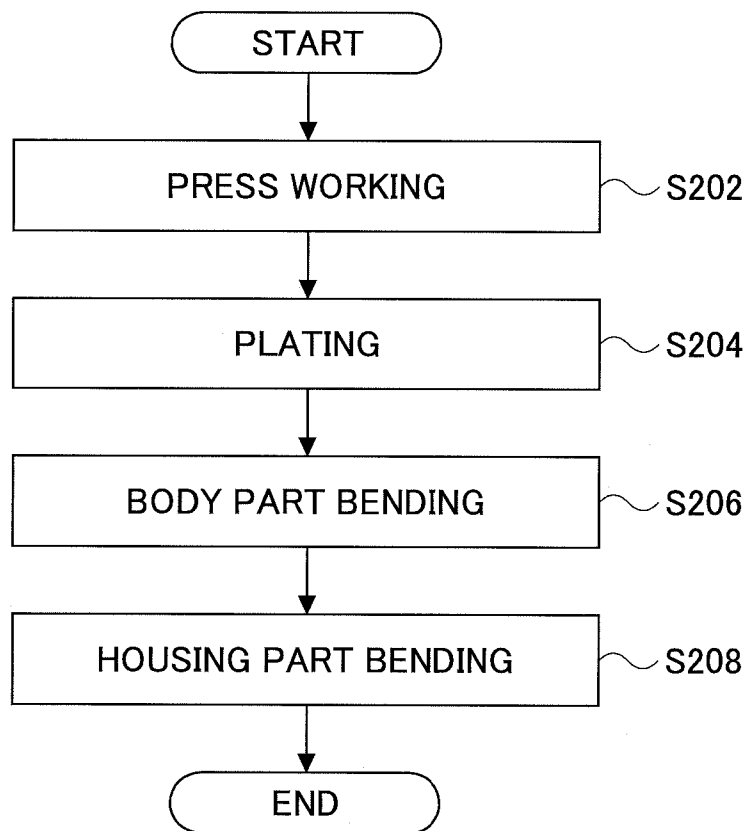 START
PRESS WORKING
S202
PLATING
S204
BODY PART BENDING
S206
HOUSING PART BENDING
S208
END